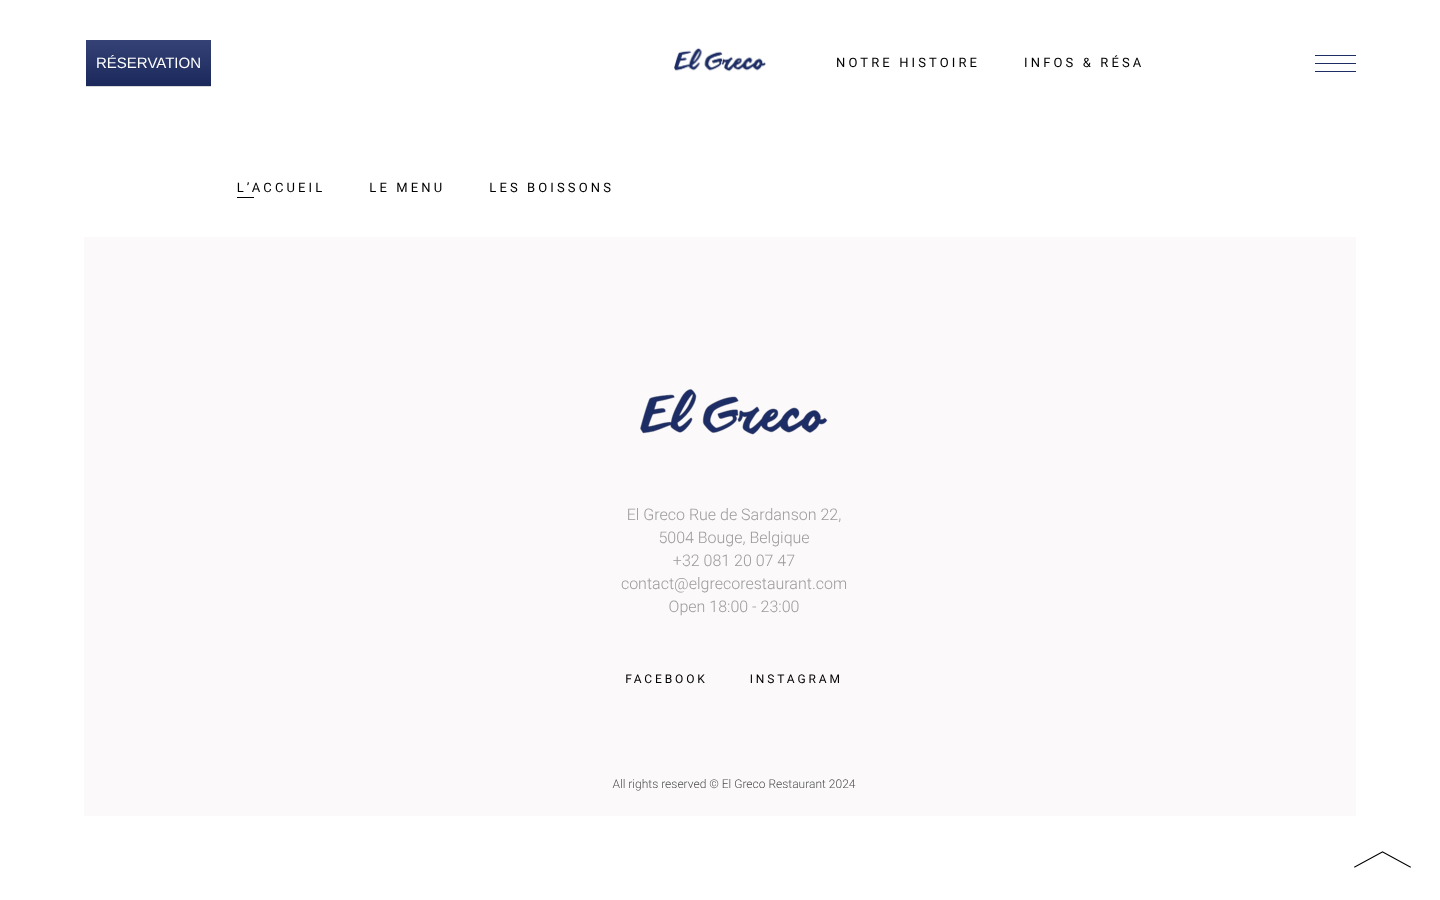 RÉSERVATION
El Greco
NOTRE HISTOIRE
INFOS & RÉSA
L'ACCUEIL
LE MENU
LES BOISSONS
El Greco
El Greco Rue de Sardanson 22,
5004 Bouge, Belgique
+32 081 20 07 47
contact@elgrecorestaurant.com
Open 18:00 - 23:00
FACEBOOK
INSTAGRAM
All rights reserved © El Greco Restaurant 2024